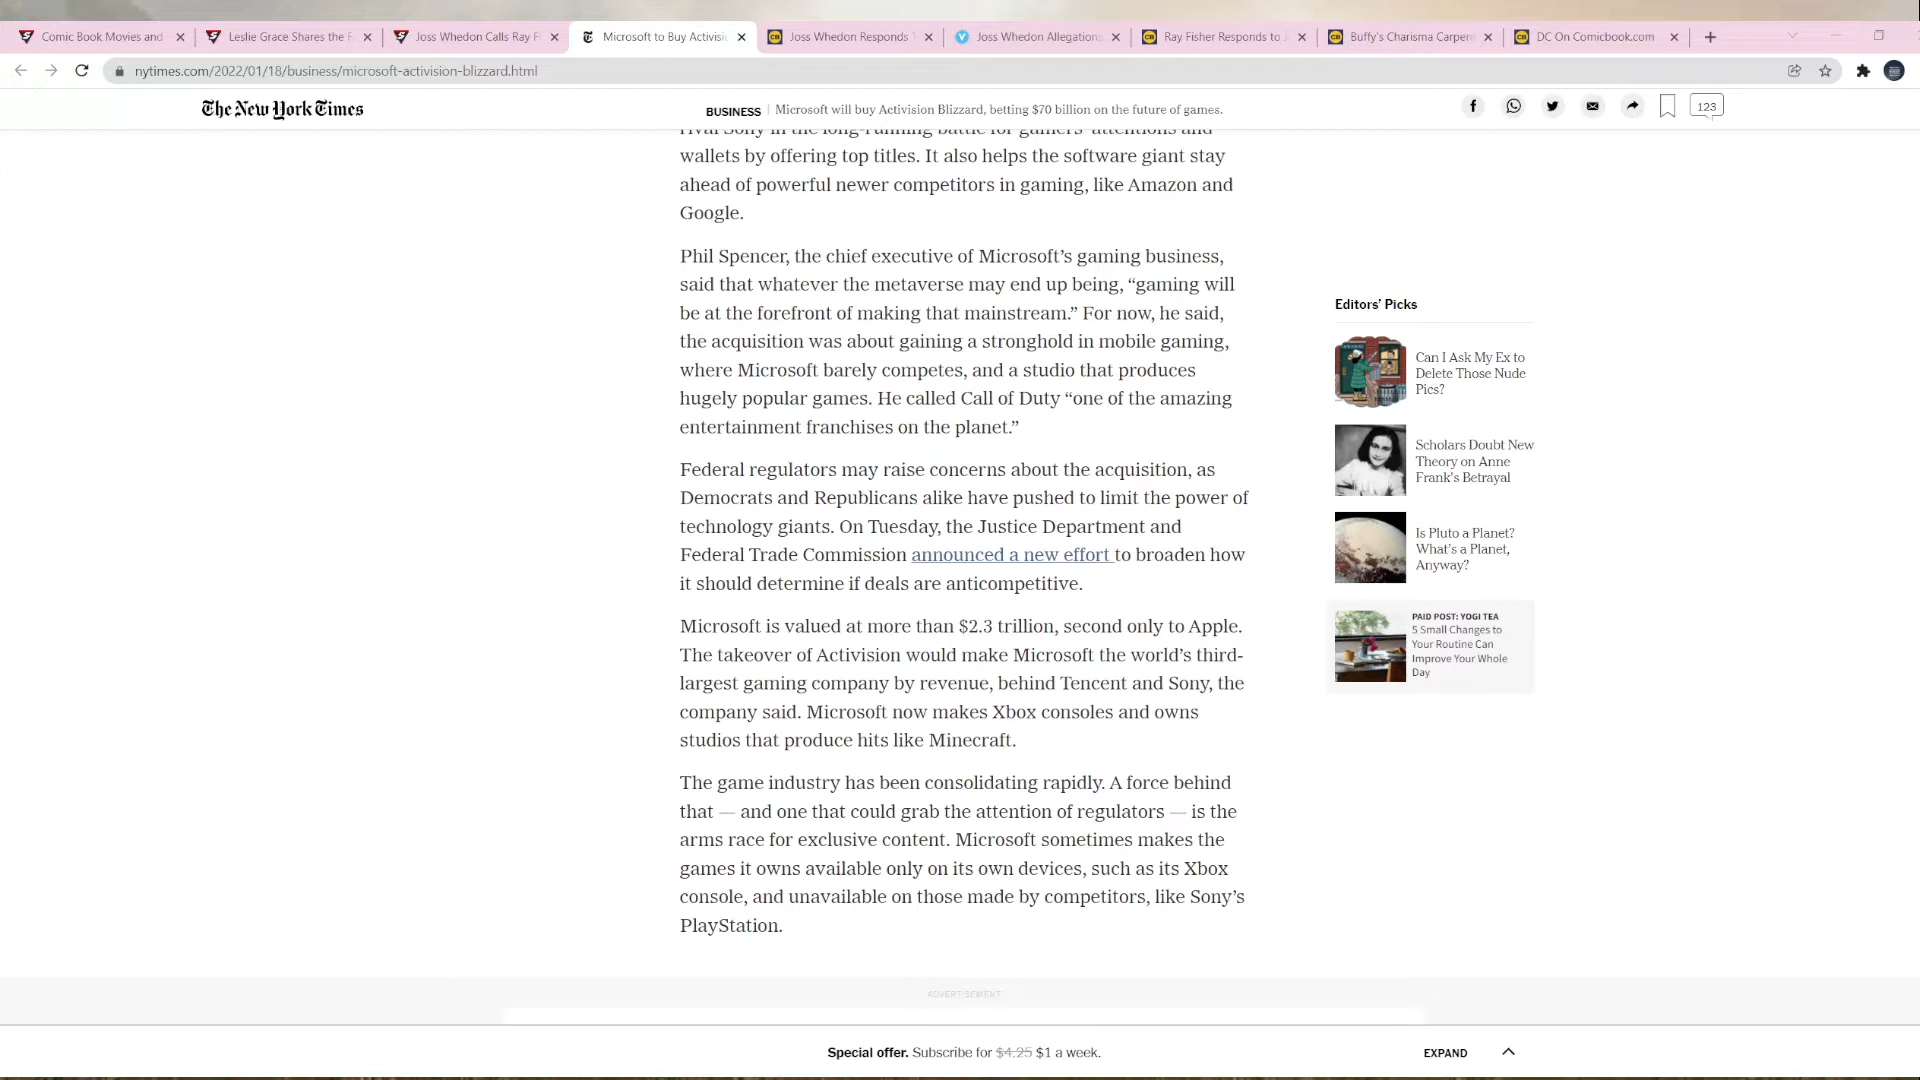 Comic Book Movies and
Leslie Grace Shares the F
Joss Whedon Calls Ray Fi
Microsoft to Buy Activisi
Joss Whedon Responds T
Joss Whedon Allegations
Ray Fisher Responds to J
Buffy's Charisma Carpen
DC On Comicbook.com
nytimes.com/2022/01/18/business/microsoft-activision-blizzard.html
The New York Times
BUSINESS
Microsoft will buy Activision Blizzard, betting $70 billion on the future of games.
123
rival Sony in the long-running battle for gamers' attentions and
wallets by offering top titles. It also helps the software giant stay
ahead of powerful newer competitors in gaming, like Amazon and
Google.
Phil Spencer, the chief executive of Microsoft’s gaming business,
said that whatever the metaverse may end up being, “gaming will
be at the forefront of making that mainstream.” For now, he said,
the acquisition was about gaining a stronghold in mobile gaming,
where Microsoft barely competes, and a studio that produces
hugely popular games. He called Call of Duty “one of the amazing
entertainment franchises on the planet.”
Federal regulators may raise concerns about the acquisition, as
Democrats and Republicans alike have pushed to limit the power of
technology giants. On Tuesday, the Justice Department and
Federal Trade Commission announced a new effort to broaden how
it should determine if deals are anticompetitive.
Microsoft is valued at more than $2.3 trillion, second only to Apple.
The takeover of Activision would make Microsoft the world’s third-
largest gaming company by revenue, behind Tencent and Sony, the
company said. Microsoft now makes Xbox consoles and owns
studios that produce hits like Minecraft.
The game industry has been consolidating rapidly. A force behind
that — and one that could grab the attention of regulators — is the
arms race for exclusive content. Microsoft sometimes makes the
games it owns available only on its own devices, such as its Xbox
console, and unavailable on those made by competitors, like Sony’s
PlayStation.
Editors’ Picks
Can I Ask My Ex to
Delete Those Nude
Pics?
Scholars Doubt New
Theory on Anne
Frank’s Betrayal
Is Pluto a Planet?
What’s a Planet,
Anyway?
PAID POST: YOGI TEA
5 Small Changes to
Your Routine Can
Improve Your Whole
Day
ADVERTISEMENT
Special offer. Subscribe for $4.25 $1 a week.
EXPAND